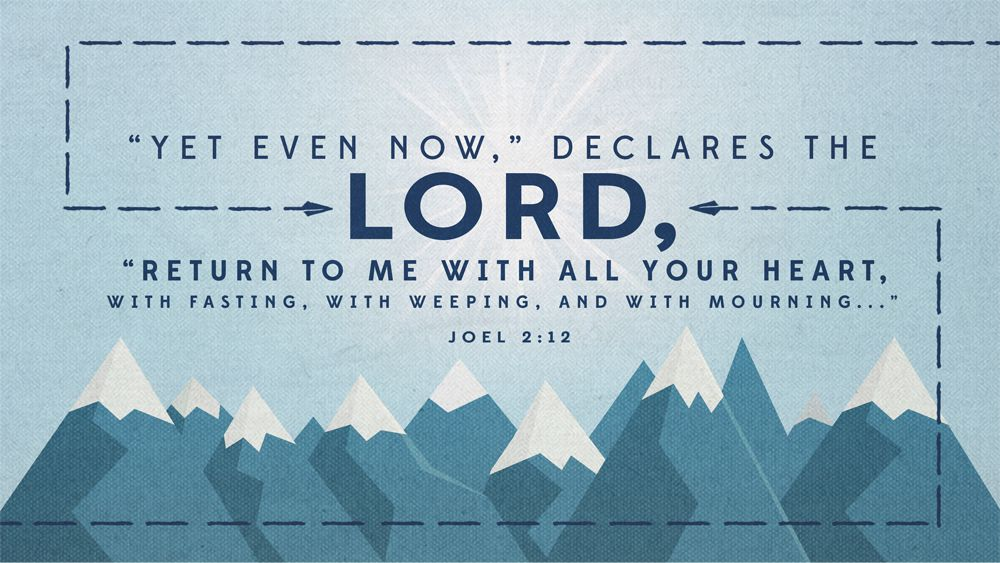 “YET EVEN NOW,” DECLARES THE
LORD,
“RETURN TO ME WITH ALL YOUR HEART,
WITH FASTING, WITH WEEPING, AND WITH MOURNING...”
JOEL 2:12